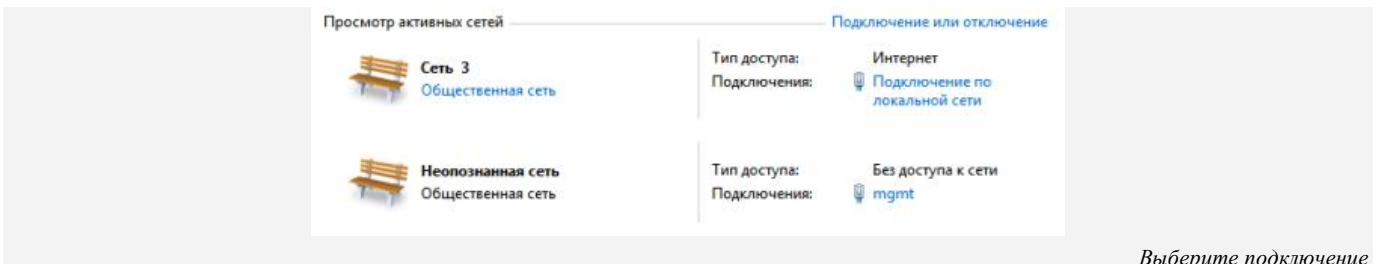 Просмотр активных сетей Подключение или отключение
Сеть 3
Общественная сеть
Тип доступа: Интернет
Подключения: Подключение по
локальной сети
Неопознанная сеть
Общественная сеть
Тип доступа: Без доступа к сети
Подключения: mgmt
Выберите подключение